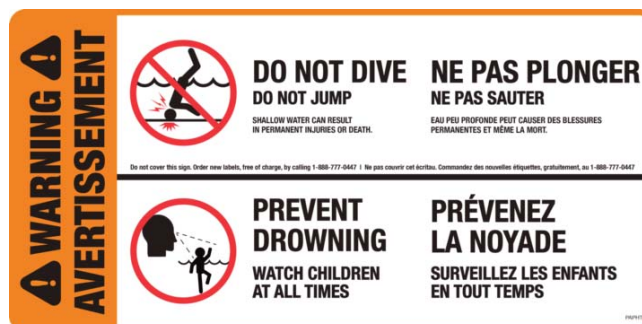 WARNING
AVERTISSEMENT
DO NOT DIVE
DO NOT JUMP
SHALLOW WATER CAN RESULT
IN PERMANENT INJURIES OR DEATH.
NE PAS PLONGER
NE PAS SAUTER
EAU PEU PROFONDE PEUT CAUSER DES BLESSURES
PERMANENTES ET MÊME LA MORT.
Do not cover this sign. Order new labels, free of charge, by calling 1-888-777-0447 | Ne pas couvrir cet écritau. Commandez des nouvelles étiquettes, gratuitement, au 1-888-777-0447
PREVENT
DROWNING
WATCH CHILDREN
AT ALL TIMES
PRÉVENEZ
LA NOYADE
SURVEILLEZ LES ENFANTS
EN TOUT TEMPS